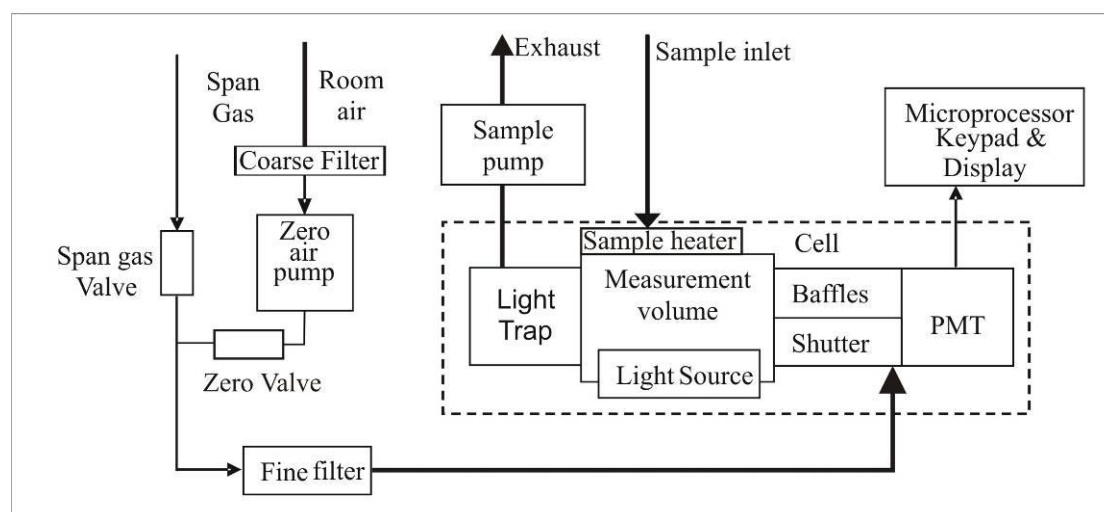 Span
Gas
Room
air
Exhaust
Sample inlet
Coarse Filter
Sample
pump
Microprocessor
Keypad &
Display
Zero
air
pump
Span gas
Valve
Sample heater
Cell
Measurement
volume
Light
Trap
Baffles
Shutter
PMT
Light Source
Zero Valve
Fine filter